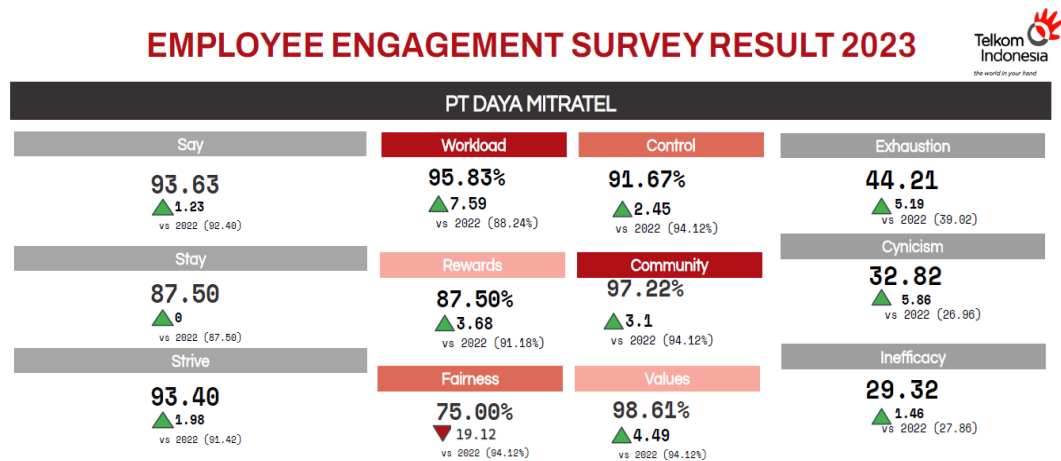 EMPLOYEE ENGAGEMENT SURVEY RESULT 2023
Telkom
Indonesia
the world in your hand
PT DAYA MITRATEL
Say
93.63
1.23
vs 2022 (92.40)
Stay
87.50
0
vs 2022 (87.50)
Strive
93.40
1.98
vs 2022 (91.42)
Workload
95.83%
7.59
vs 2022 (88.24%)
Control
91.67%
2.45
vs 2022 (94.12%)
Rewards
87.50%
3.68
vs 2022 (91.18%)
Community
97.22%
3.1
vs 2022 (94.12%)
Fairness
75.00%
19.12
vs 2022 (94.12%)
Values
98.61%
4.49
vs 2022 (94.12%)
Exhaustion
44.21
5.19
vs 2022 (39.02)
Cynicism
32.82
5.86
vs 2022 (26.96)
Inefficacy
29.32
1.46
vs 2022 (27.86)